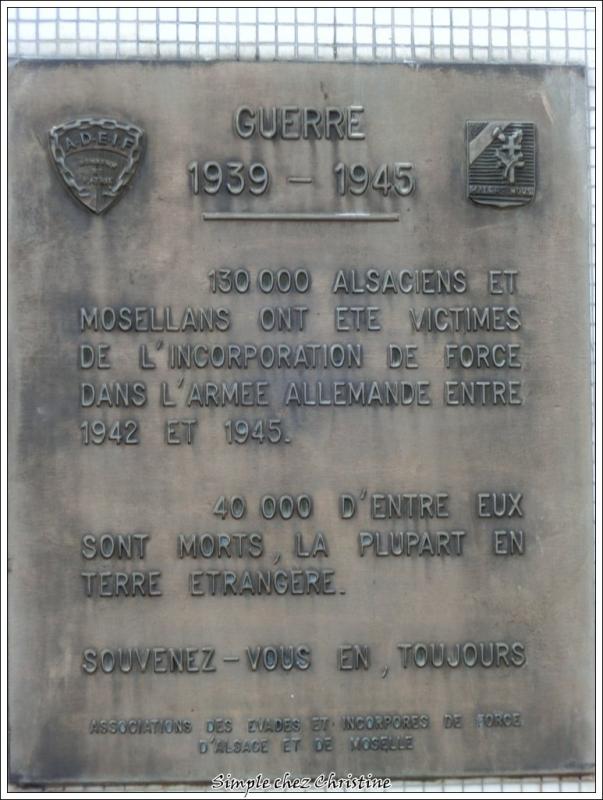 GUERRE
1939 - 1945
A.D.E.I.F
130 000 ALSACIENS ET
MOSELLANS ONT ETE VICTIMES
DE L'INCORPORATION DE FORCE
DANS L'ARMEE ALLEMANDE ENTRE
1942 ET 1945.
40 000 D'ENTRE EUX
SONT MORTS, LA PLUPART EN
TERRE ETRANGERE.
SOUVENEZ-VOUS EN, TOUJOURS
ASSOCIATIONS DES EVADES ET INCORPORES DE FORCE
D'ALSACE ET DE MOSELLE
Simple chez Christine